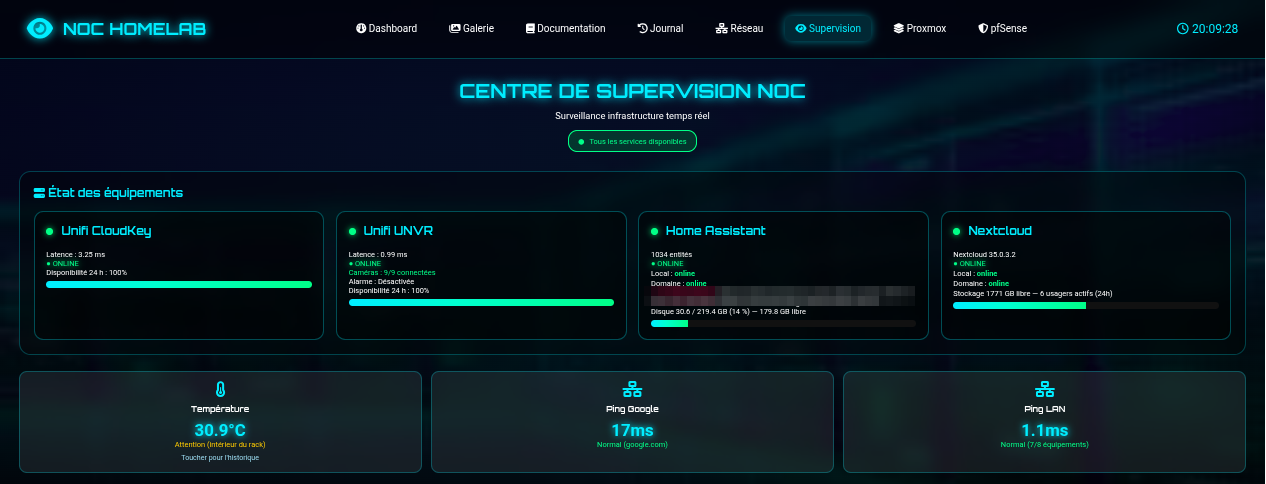 NOC HOMELAB
Dashboard Galerie Documentation Journal Réseau Supervision Proxmox pfSense
20:09:28
CENTRE DE SUPERVISION NOC
Surveillance infrastructure temps réel
Tous les services disponibles
État des équipements
Unifi CloudKey
Latence : 3.25 ms
ONLINE
Disponibilité 24 h : 100%
Unifi UNVR
Latence : 0.99 ms
ONLINE
Caméras : 9/9 connectées
Alarme : Désactivée
Disponibilité 24 h : 100%
Home Assistant
1034 entités
ONLINE
Local : online
Domaine : online
Disque 30.6 / 219.4 GB (14 %) — 179.8 GB libre
Nextcloud
Nextcloud 35.0.3.2
ONLINE
Local : online
Domaine : online
Stockage 1771 GB libre — 6 usagers actifs (24h)
Température
30.9°C
Attention (Intérieur du rack)
Toucher pour l'historique
Ping Google
17ms
Normal (google.com)
Ping LAN
1.1ms
Normal (7/8 équipements)